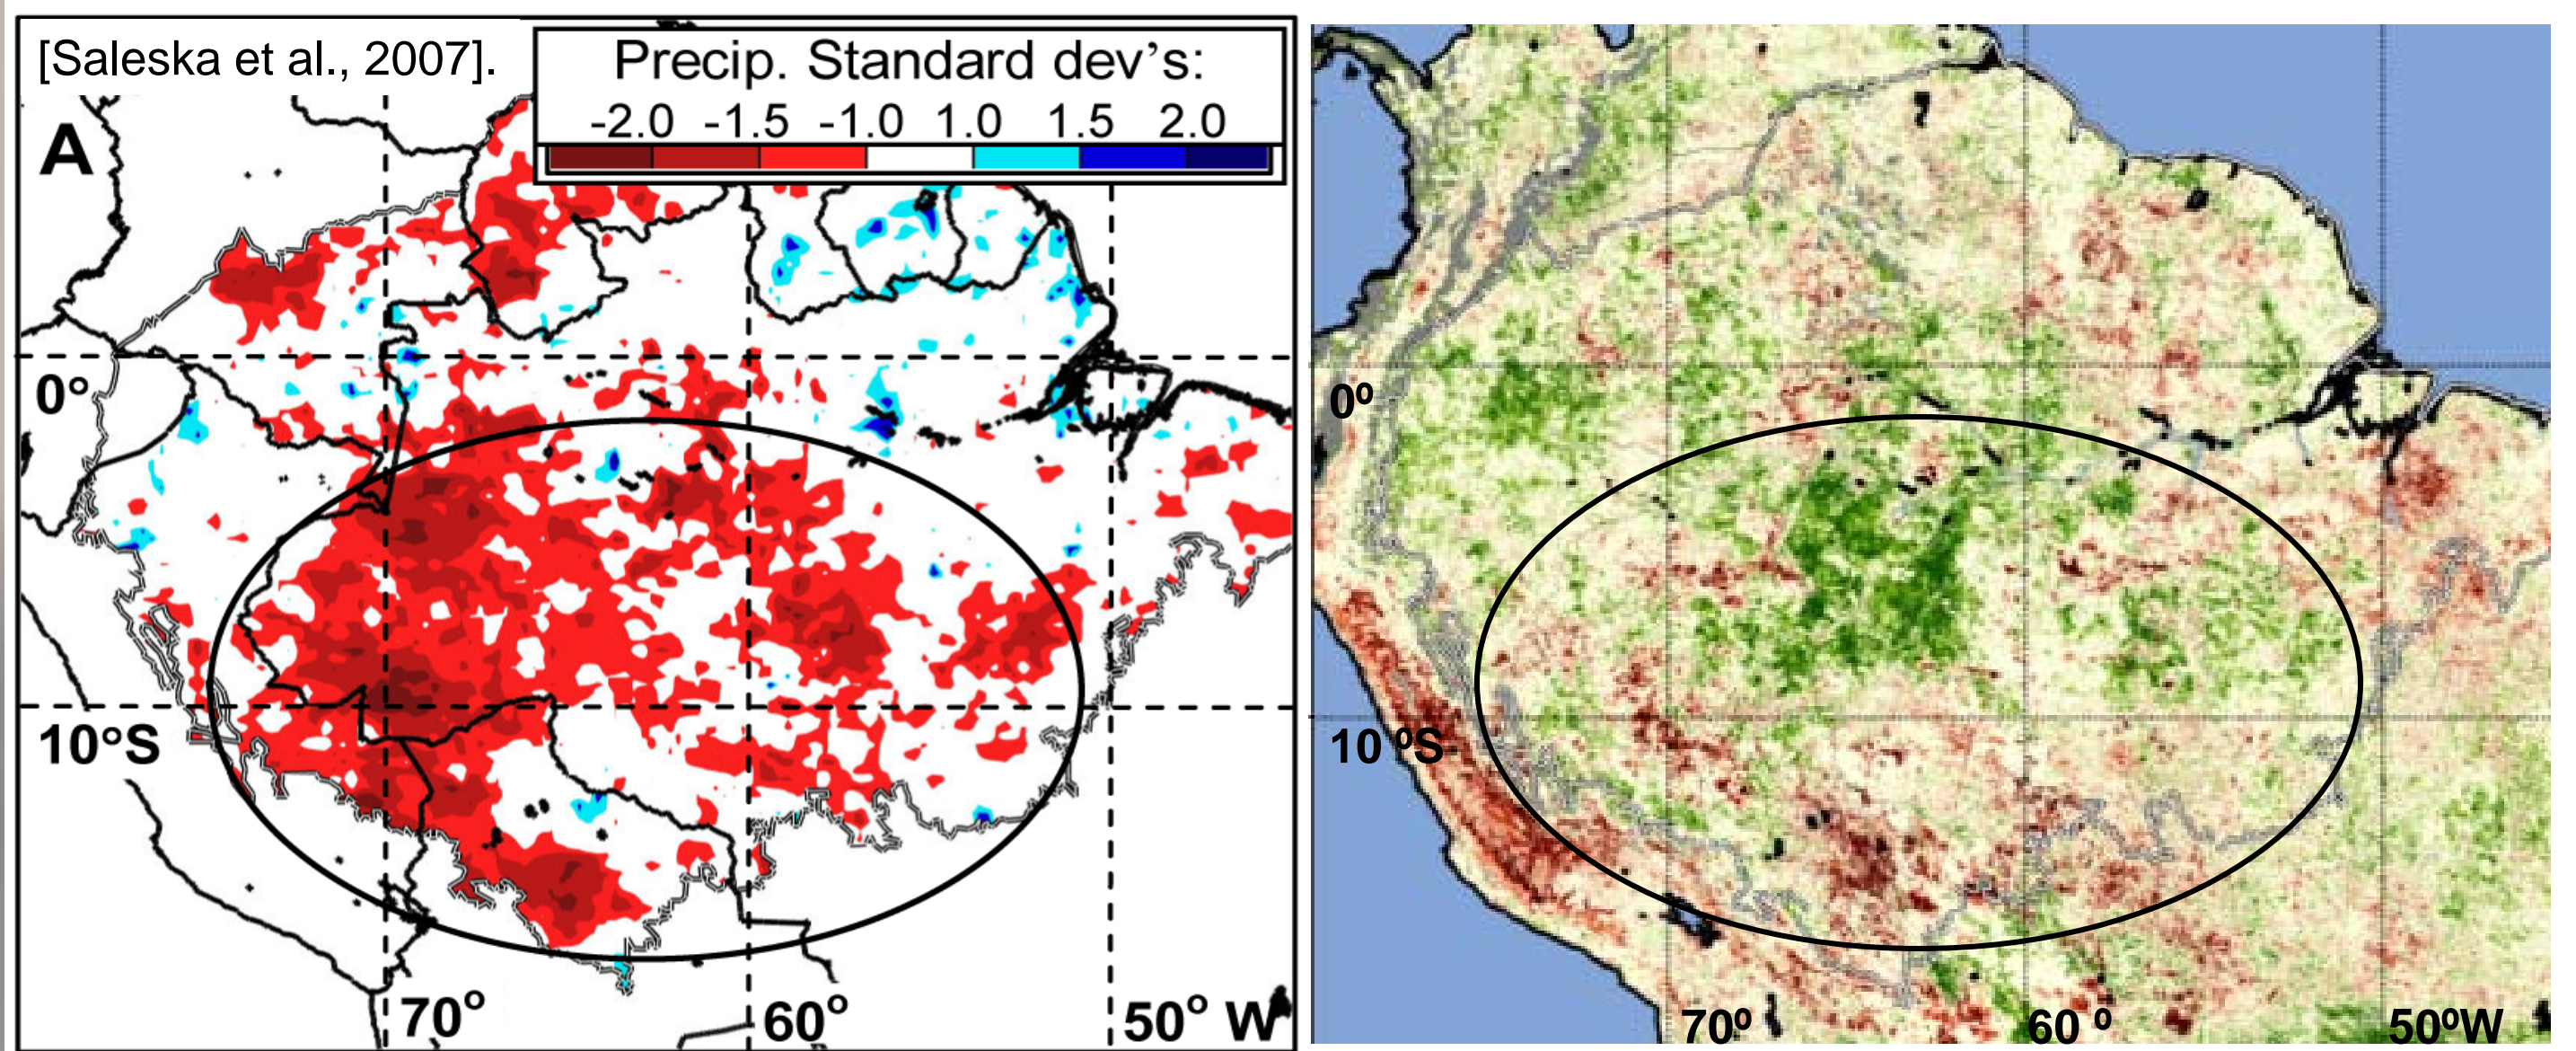 [Saleska et al., 2007].
Precip. Standard dev's:
-2.0 -1.5 -1.0 1.0 1.5 2.0
A
0°
10°S
70° 60° 50° W
0º
10 ºS
70º 60 º 50ºW